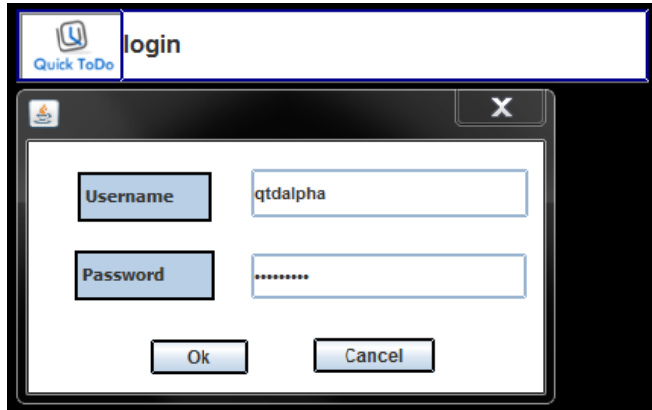 Quick ToDo
login
X
Username
qtdalpha
Password
•••••••••
Ok
Cancel